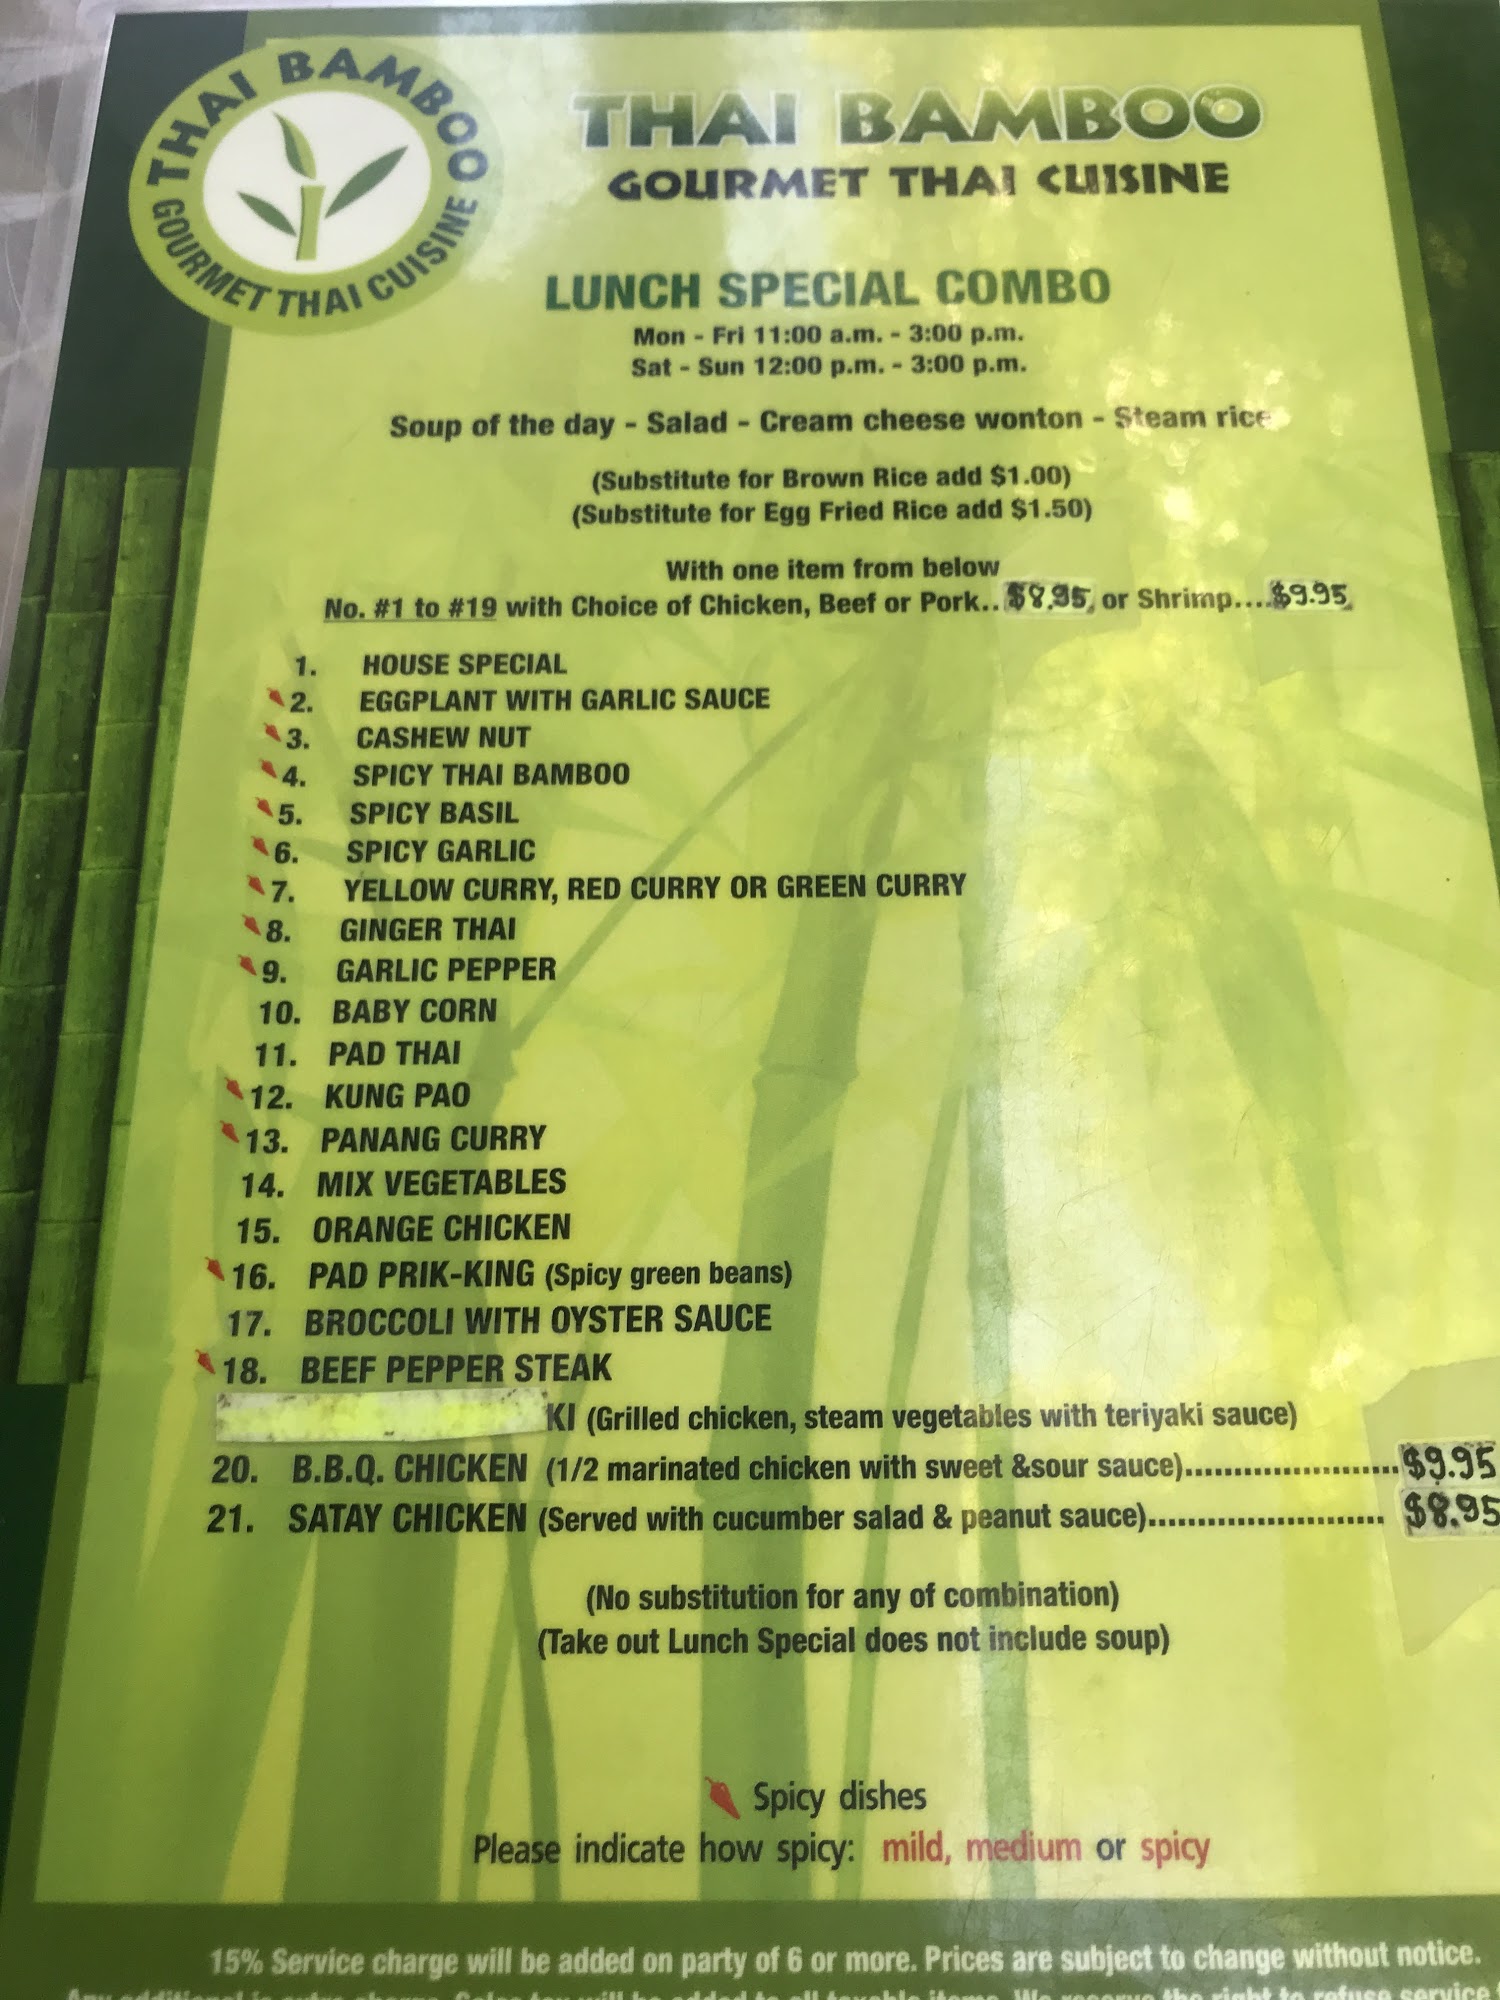 THAI BAMBOO
GOURMET THAI CUISINE
THAI BAMBOO
GOURMET THAI CUISINE
LUNCH SPECIAL COMBO
Mon - Fri 11:00 a.m. - 3:00 p.m.
Sat - Sun 12:00 p.m. - 3:00 p.m.
Soup of the day - Salad - Cream cheese wonton - Steam rice
(Substitute for Brown Rice add $1.00)
(Substitute for Egg Fried Rice add $1.50)
With one item from below
No. #1 to #19 with Choice of Chicken, Beef or Pork.. $8.95, or Shrimp....$9.95
1. HOUSE SPECIAL
2. EGGPLANT WITH GARLIC SAUCE
3. CASHEW NUT
4. SPICY THAI BAMBOO
5. SPICY BASIL
6. SPICY GARLIC
7. YELLOW CURRY, RED CURRY OR GREEN CURRY
8. GINGER THAI
9. GARLIC PEPPER
10. BABY CORN
11. PAD THAI
12. KUNG PAO
13. PANANG CURRY
14. MIX VEGETABLES
15. ORANGE CHICKEN
16. PAD PRIK-KING (Spicy green beans)
17. BROCCOLI WITH OYSTER SAUCE
18. BEEF PEPPER STEAK
KI (Grilled chicken, steam vegetables with teriyaki sauce)
20. B.B.Q. CHICKEN (1/2 marinated chicken with sweet &sour sauce)......................$9.95
21. SATAY CHICKEN (Served with cucumber salad & peanut sauce)........................ $8.95
(No substitution for any of combination)
(Take out Lunch Special does not include soup)
Spicy dishes
Please indicate how spicy: mild, medium or spicy
15% Service charge will be added on party of 6 or more. Prices are subject to change without notice.